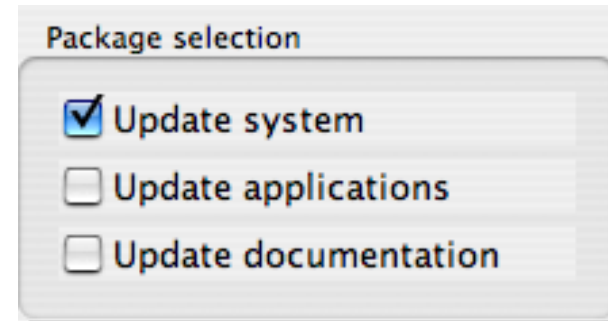 Package selection
Update system
Update applications
Update documentation